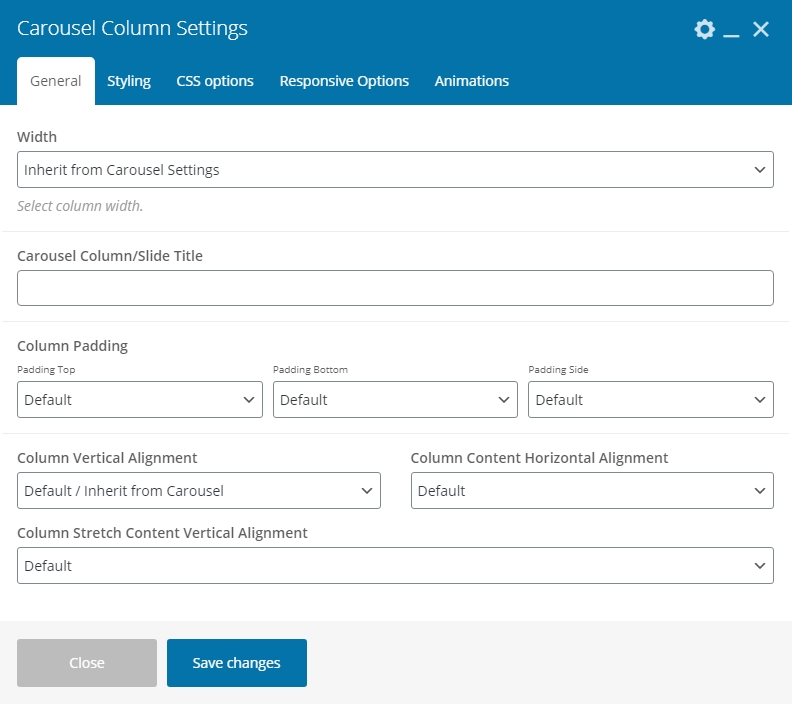 Carousel Column Settings
General Styling CSS options Responsive Options Animations
Width
Inherit from Carousel Settings
Select column width.
Carousel Column/Slide Title
Column Padding
Padding Top Padding Bottom Padding Side
Default Default Default
Column Vertical Alignment Column Content Horizontal Alignment
Default / Inherit from Carousel Default
Column Stretch Content Vertical Alignment
Default
Close Save changes